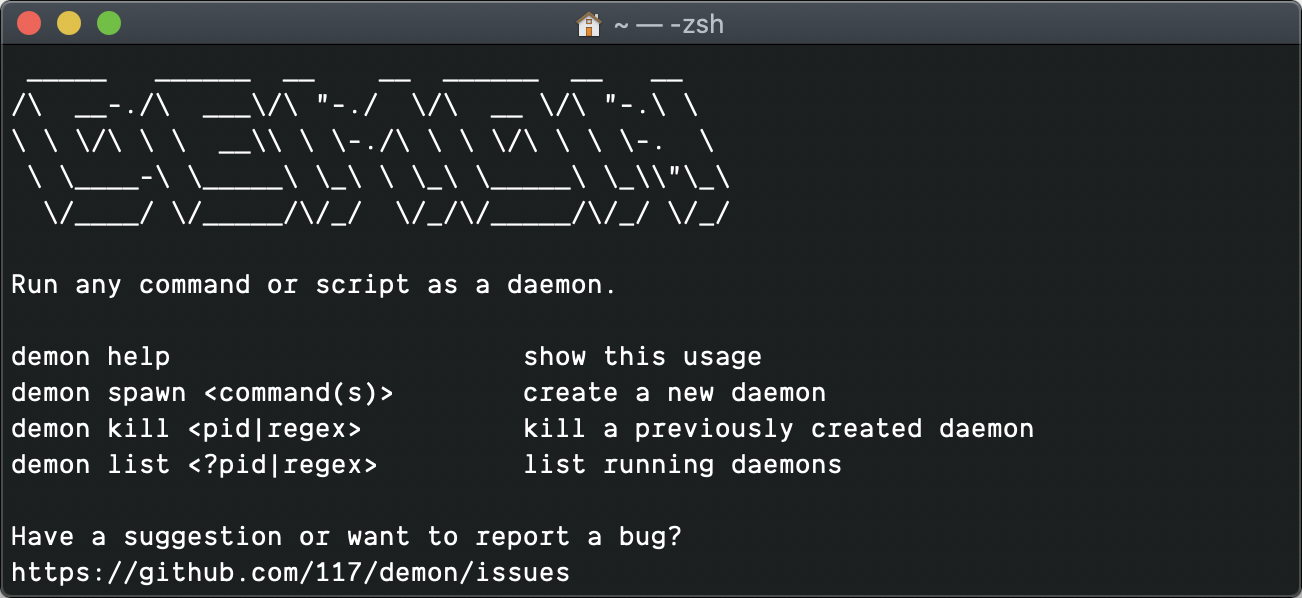 ~ — -zsh
 _____   ______  __    __  ______  __   __
/\  __-./\  ___\/\ "-./  \/\  __ \/\ "-.\ \
\ \ \/\ \ \  __\\ \ \-./\ \ \ \/\ \ \ \-.  \
 \ \____-\ \_____\ \_\ \ \_\ \_____\ \_\\"\_\
  \/____/ \/_____/\/_/  \/_/\/_____/\/_/ \/_/
Run any command or script as a daemon.
demon help                      show this usage
demon spawn <command(s)>        create a new daemon
demon kill <pid|regex>          kill a previously created daemon
demon list <?pid|regex>         list running daemons
Have a suggestion or want to report a bug?
https://github.com/117/demon/issues